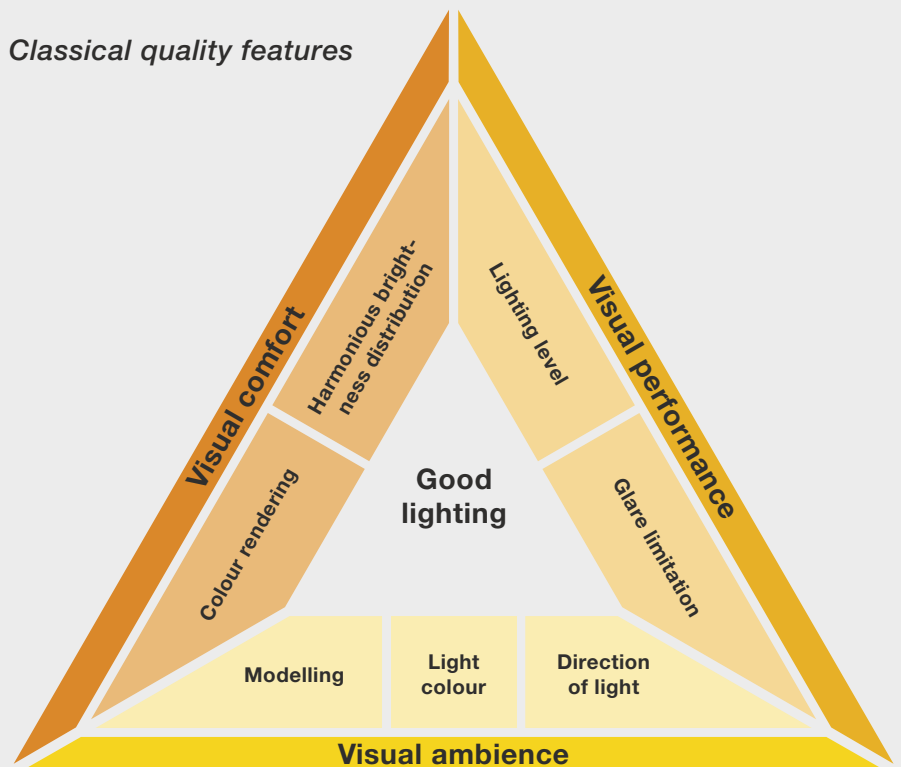 Classical quality features
Visual comfort
Harmonious bright-
ness distribution
Colour rendering
Lighting level
Visual performance
Glare limitation
Good
lighting
Modelling
Light
colour
Direction
of light
Visual ambience